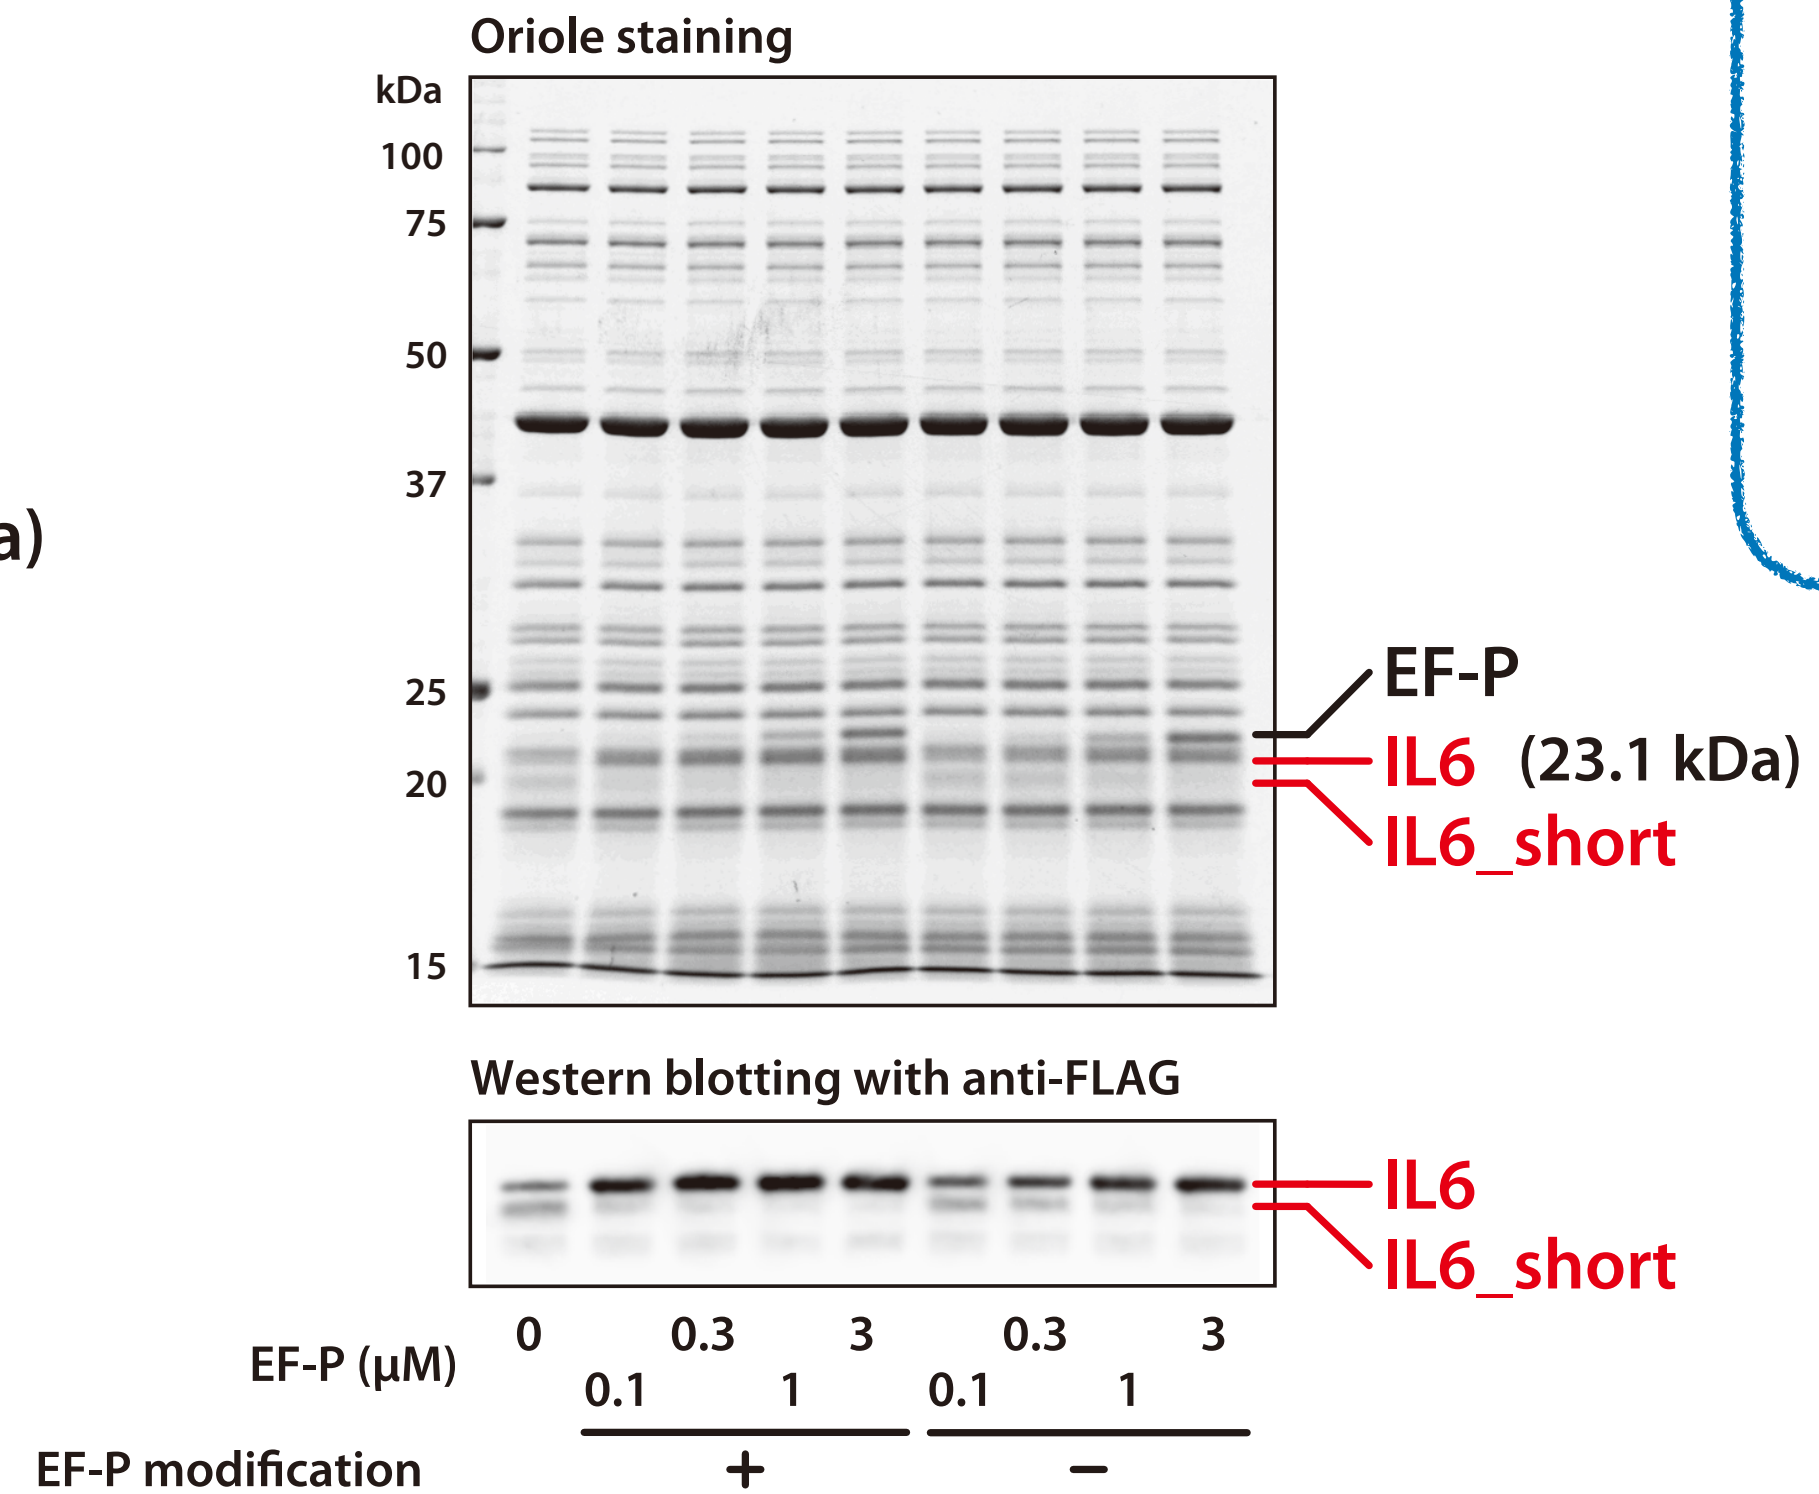 Oriole staining
kDa
100
75
50
37
a)
25
EF-P
IL6 (23.1 kDa)
20
IL6_short
15
Western blotting with anti-FLAG
IL6
IL6_short
0 0.3 3 0.3 3
EF-P (μM)
0.1 1 0.1 1
EF-P modification + −